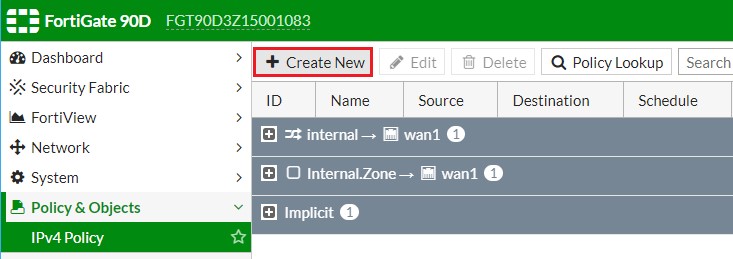 FortiGate 90D FGT90D3Z15001083
Dashboard
Security Fabric
FortiView
Network
System
Policy & Objects
IPv4 Policy
+ Create New Edit Delete Policy Lookup Search
ID Name Source Destination Schedule
internal → wan1 1
Internal.Zone → wan1 1
Implicit 1